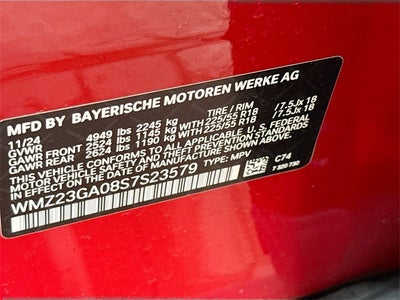 MFD BY BAYERISCHE MOTOREN WERKE AG
11/24 4949 lbs 2245 kg TIRE / RIM
GVWR
GAWR FRONT 2524 lbs 1145 kg WITH 225/55 R18 / 7.5Jx 18
GAWR REAR 2624 lbs 1190 kg WITH 225/55 R18 / 7.5Jx 18
THIS VEHICLE CONFORMS TO ALL APPLICABLE
FEDERAL MOTOR VEHICLE SAFETY, BUMPER,
AND THEFT PREVENTION STANDARDS IN EFFECT
ON THE DATE OF MANUFACTURE SHOWN ABOVE.
WMZ23GA08S7S23579 TYPE: MPV C74